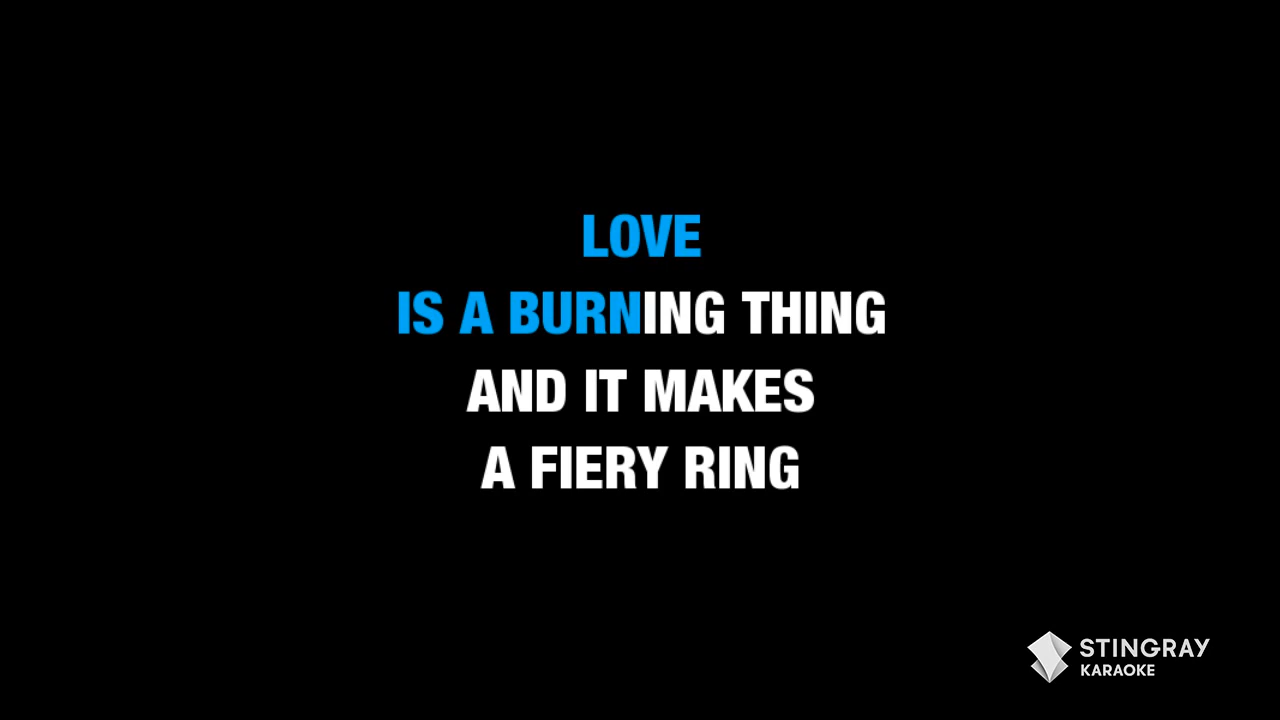 LOVE
IS A BURNING THING
AND IT MAKES
A FIERY RING
STINGRAY
KARAOKE